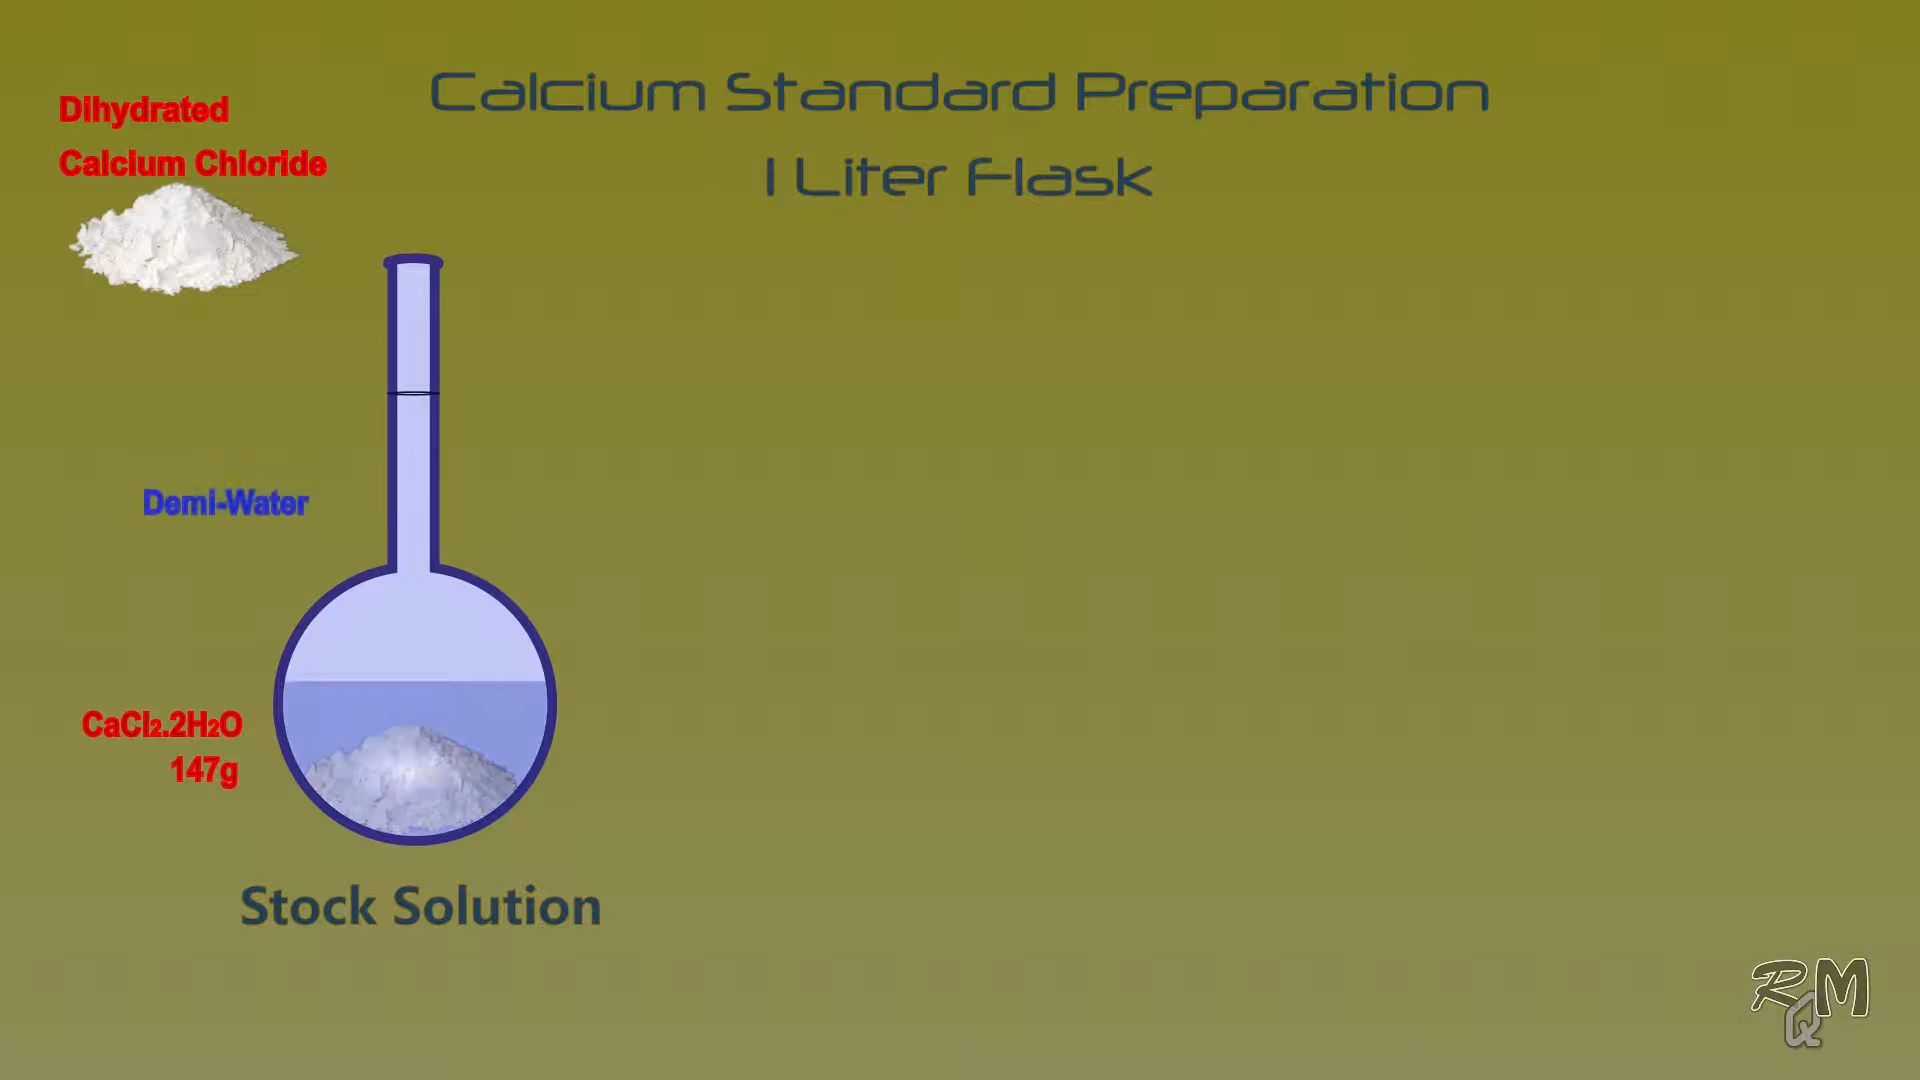 Calcium Standard Preparation
1 Liter Flask
Dihydrated
Calcium Chloride
Demi-Water
CaCl₂.2H₂O
147g
Stock Solution
RQM